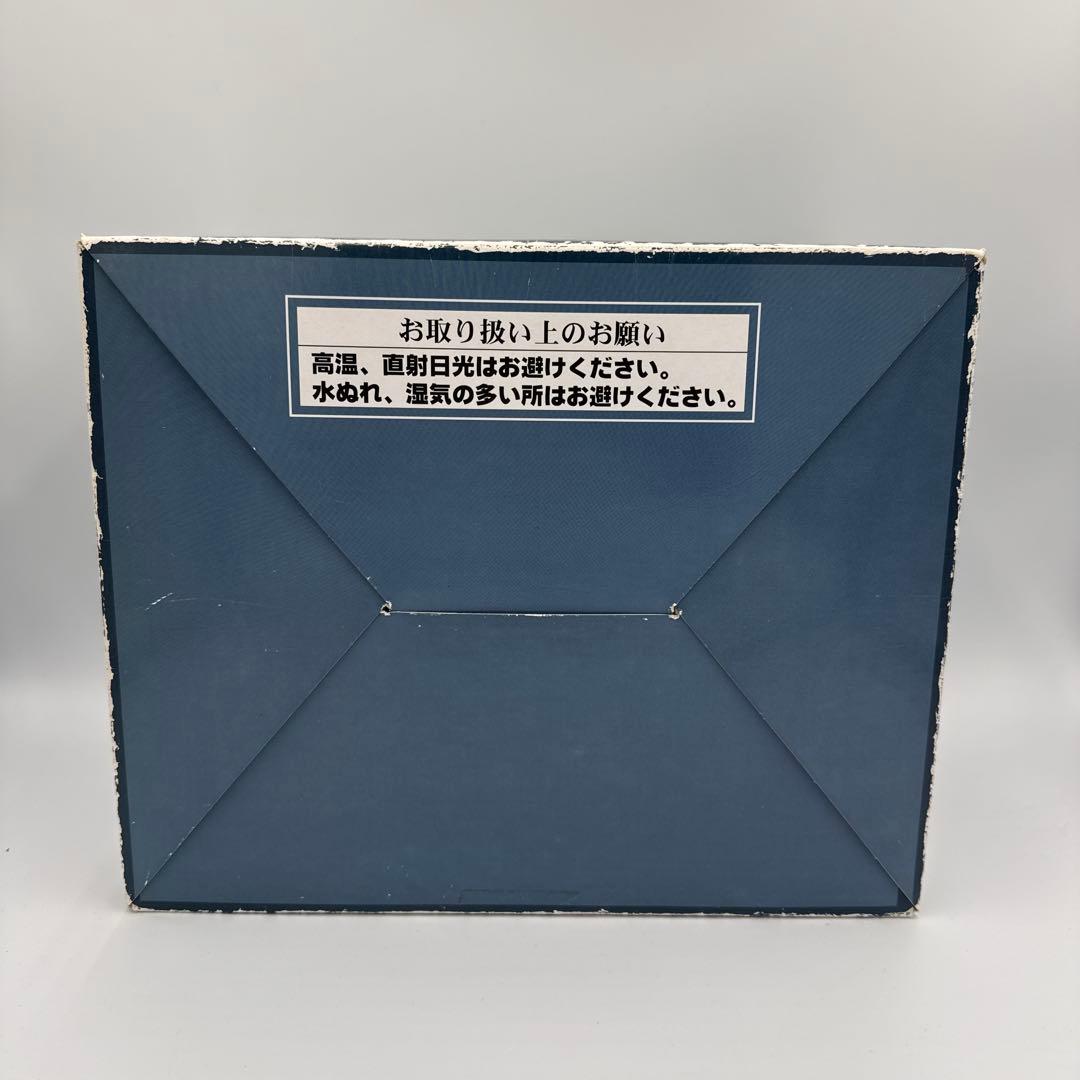 お取り扱い上のお願い
高温、直射日光はお避けください。
水ぬれ、湿気の多い所はお避けください。